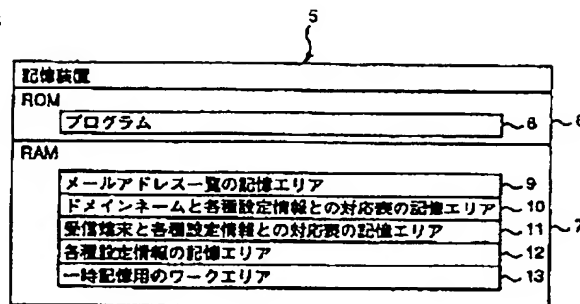 5
記憶装置
ROM
プログラム 8 6
RAM
メールアドレス一覧の記憶エリア 9
ドメインネームと各種設定情報との対応表の記憶エリア 10
受信端末と各種設定情報との対応表の記憶エリア 11 7
各種設定情報の記憶エリア 12
一時記憶用のワークエリア 13